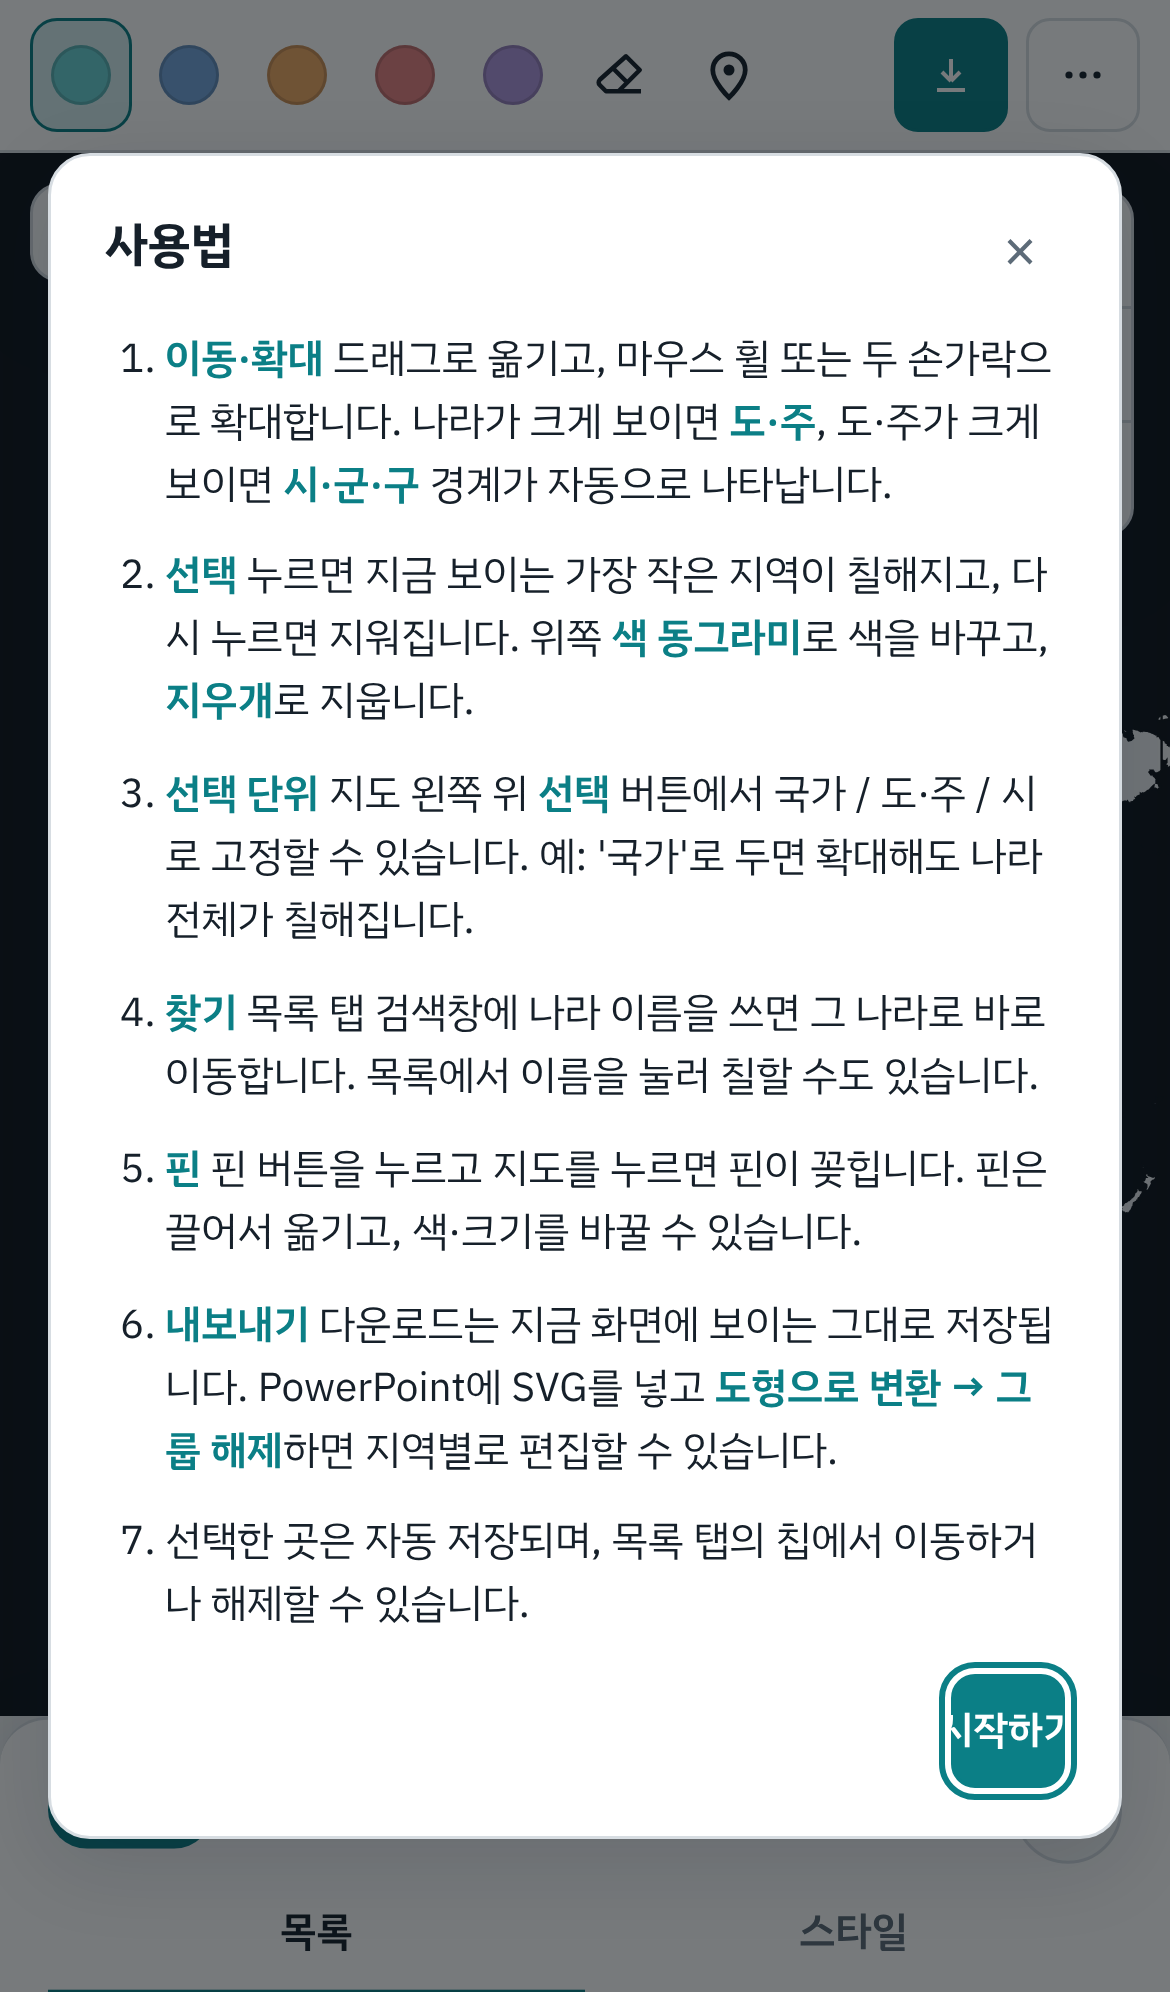 사용법
1. 이동·확대 드래그로 옮기고, 마우스 휠 또는 두 손가락으
로 확대합니다. 나라가 크게 보이면 도·주, 도·주가 크게
보이면 시·군·구 경계가 자동으로 나타납니다.
2. 선택 누르면 지금 보이는 가장 작은 지역이 칠해지고, 다
시 누르면 지워집니다. 위쪽 색 동그라미로 색을 바꾸고,
지우개로 지웁니다.
3. 선택 단위 지도 왼쪽 위 선택 버튼에서 국가 / 도·주 / 시
로 고정할 수 있습니다. 예: '국가'로 두면 확대해도 나라
전체가 칠해집니다.
4. 찾기 목록 탭 검색창에 나라 이름을 쓰면 그 나라로 바로
이동합니다. 목록에서 이름을 눌러 칠할 수도 있습니다.
5. 핀 핀 버튼을 누르고 지도를 누르면 핀이 꽂힙니다. 핀은
끌어서 옮기고, 색·크기를 바꿀 수 있습니다.
6. 내보내기 다운로드는 지금 화면에 보이는 그대로 저장됩
니다. PowerPoint에 SVG를 넣고 도형으로 변환 → 그
룹 해제하면 지역별로 편집할 수 있습니다.
7. 선택한 곳은 자동 저장되며, 목록 탭의 칩에서 이동하거
나 해제할 수 있습니다.
시작하기
목록
스타일